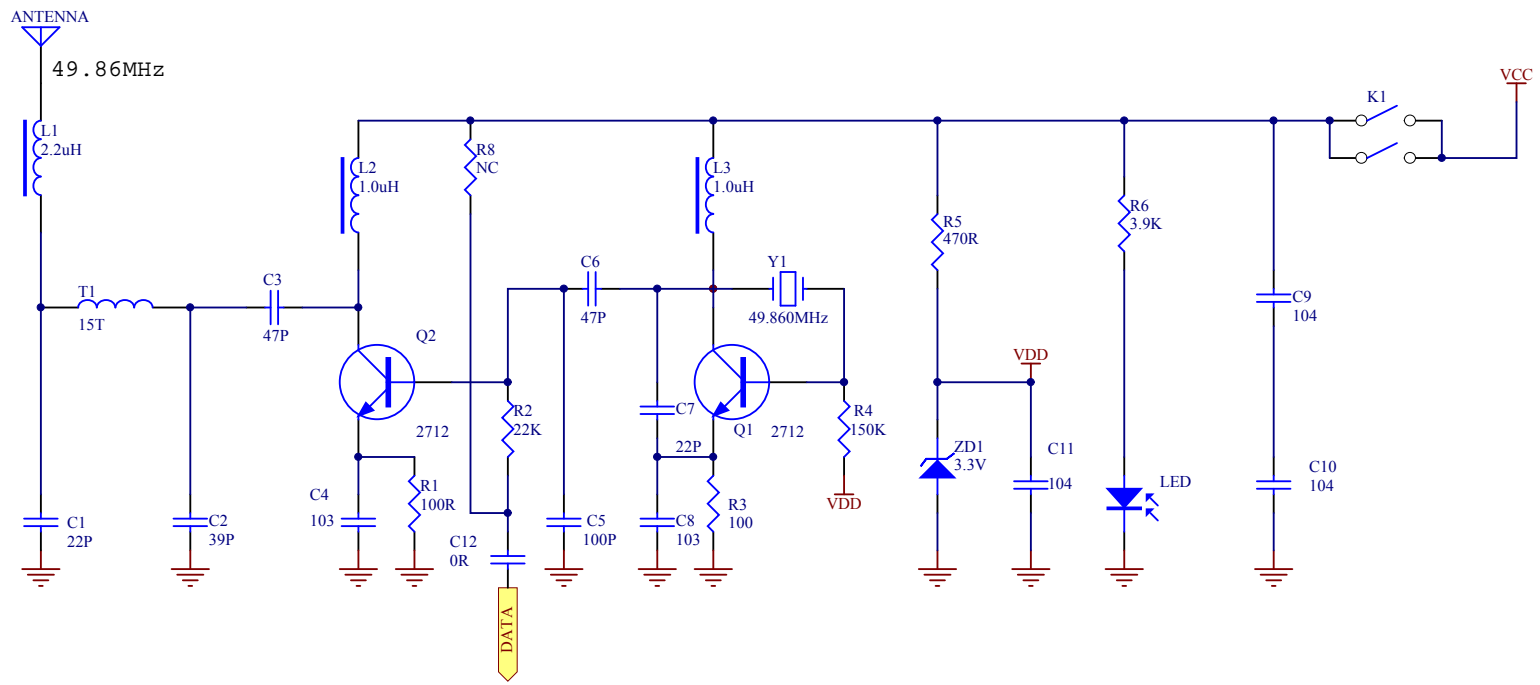 ANTENNA
49.86MHz
VCC
K1
L1
2.2uH
R8
NC
L2
1.0uH
L3
1.0uH
R6
3.9K
R5
470R
C6
47P
Y1
49.860MHz
C3
47P
T1
15T
C9
104
Q2
2712
VDD
R2
22K
C7
22P
Q1
2712
R4
150K
VDD
ZD1
3.3V
C11
104
C10
104
LED
R1
100R
C4
103
R3
100
C1
22P
C2
39P
C5
100P
C8
103
C12
0R
DATA